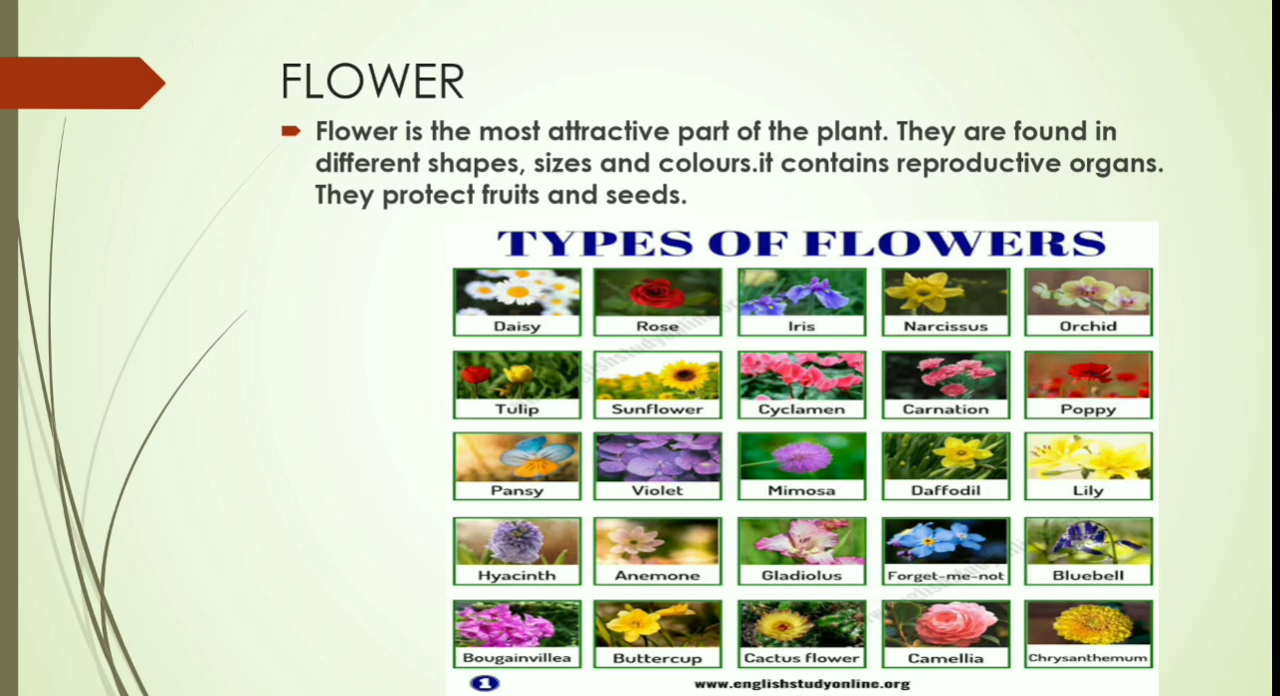 FLOWER
Flower is the most attractive part of the plant. They are found in
different shapes, sizes and colours.it contains reproductive organs.
They protect fruits and seeds.
TYPES OF FLOWERS
Daisy Rose Iris Narcissus Orchid
Tulip Sunflower Cyclamen Carnation Poppy
Pansy Violet Mimosa Daffodil Lily
Hyacinth Anemone Gladiolus Forget-me-not Bluebell
Bougainvillea Buttercup Cactus flower Camellia Chrysanthemum
1 www.englishstudyonline.org